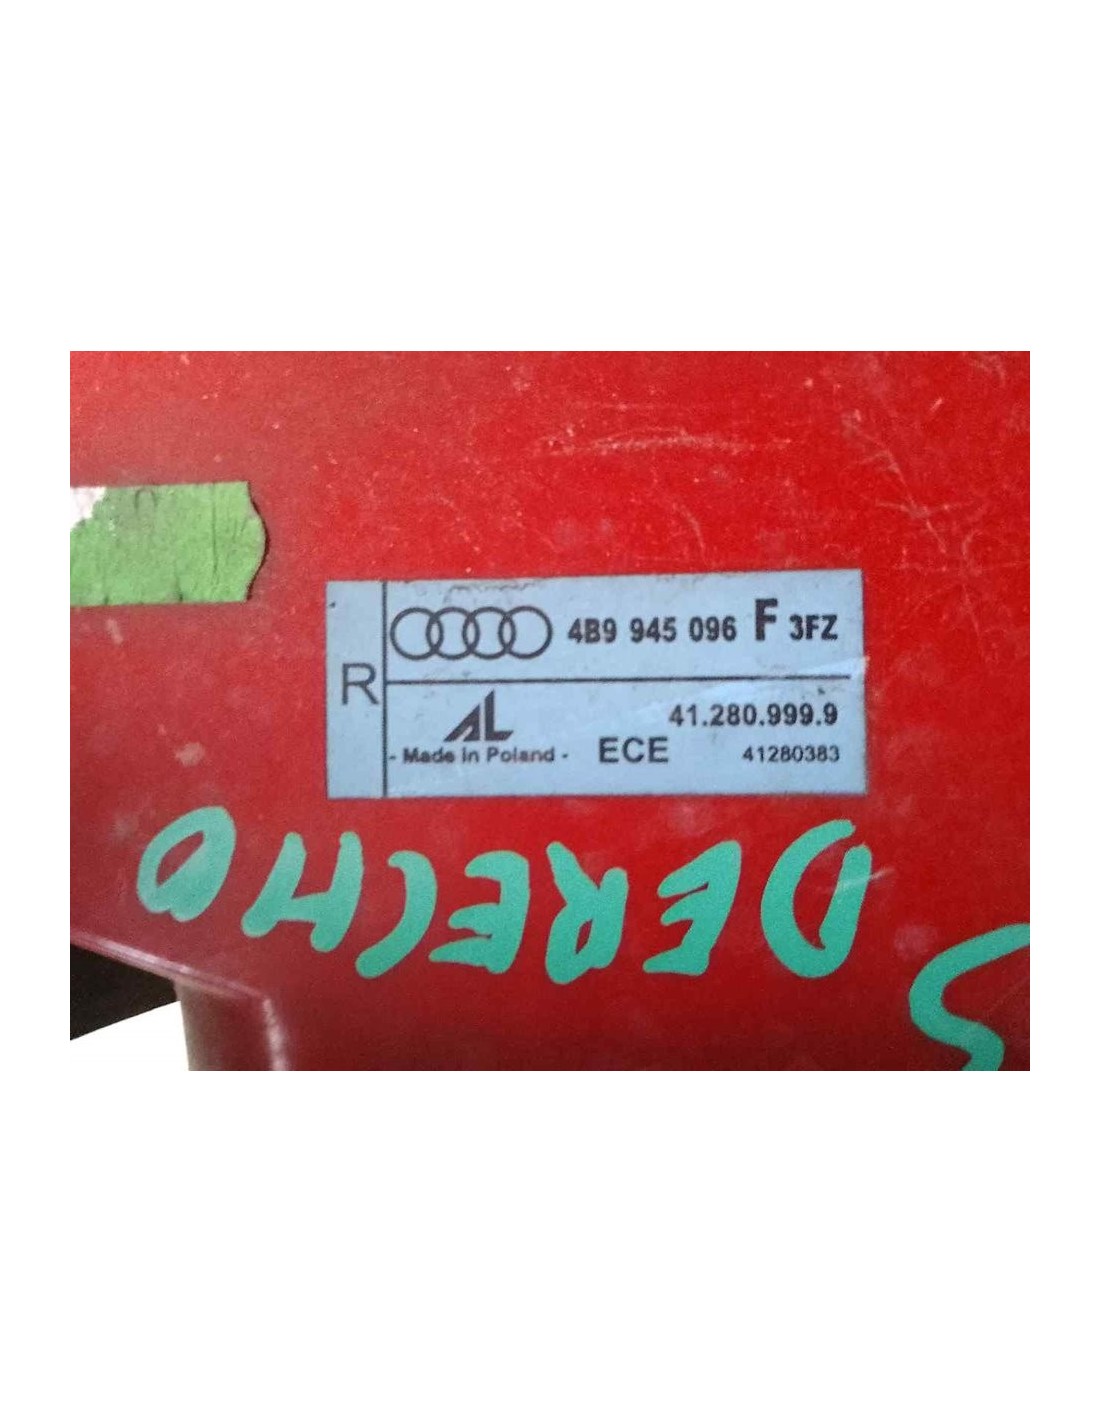 4B9 945 096 F 3FZ
R
AL
41.280.999.9
- Made in Poland - ECE 41280383
DERECHO
S